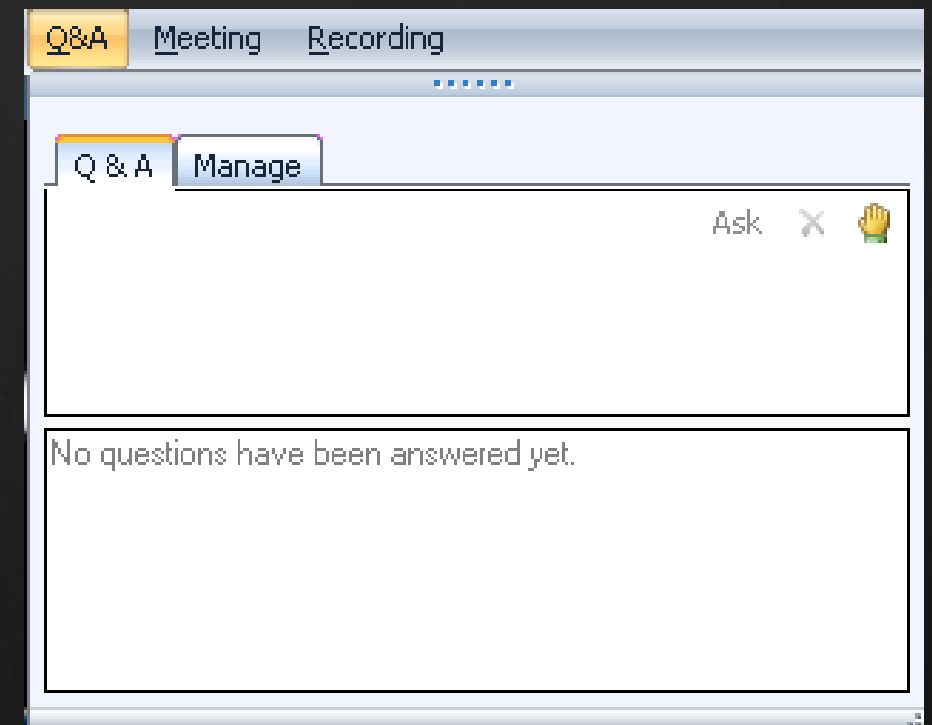 Q&A Meeting Recording
Q & A Manage
Ask
No questions have been answered yet.